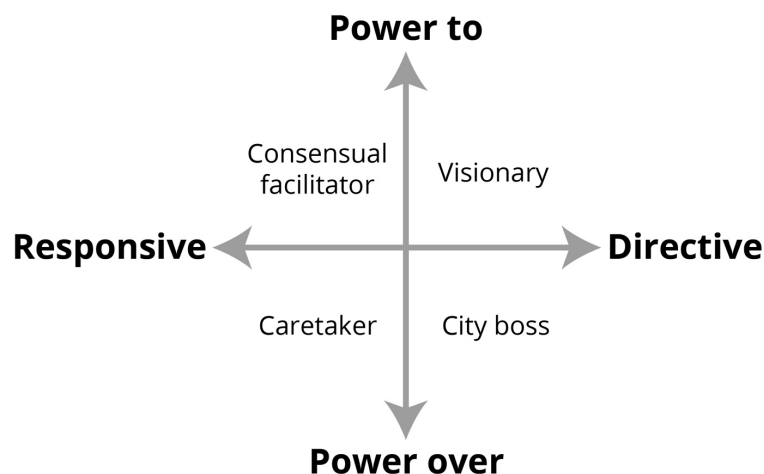 Power to
Consensual
facilitator
Visionary
Responsive
Directive
Caretaker
City boss
Power over